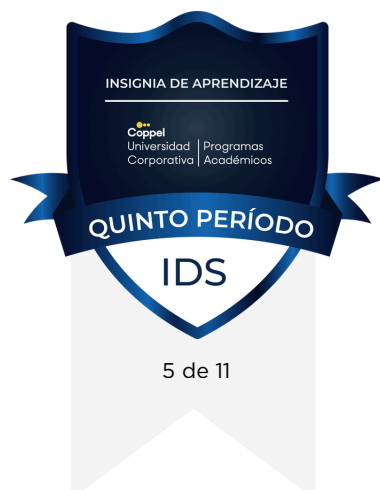 INSIGNIA DE APRENDIZAJE
Coppel
Universidad | Programas
Corporativa | Académicos
QUINTO PERÍODO
IDS
5 de 11